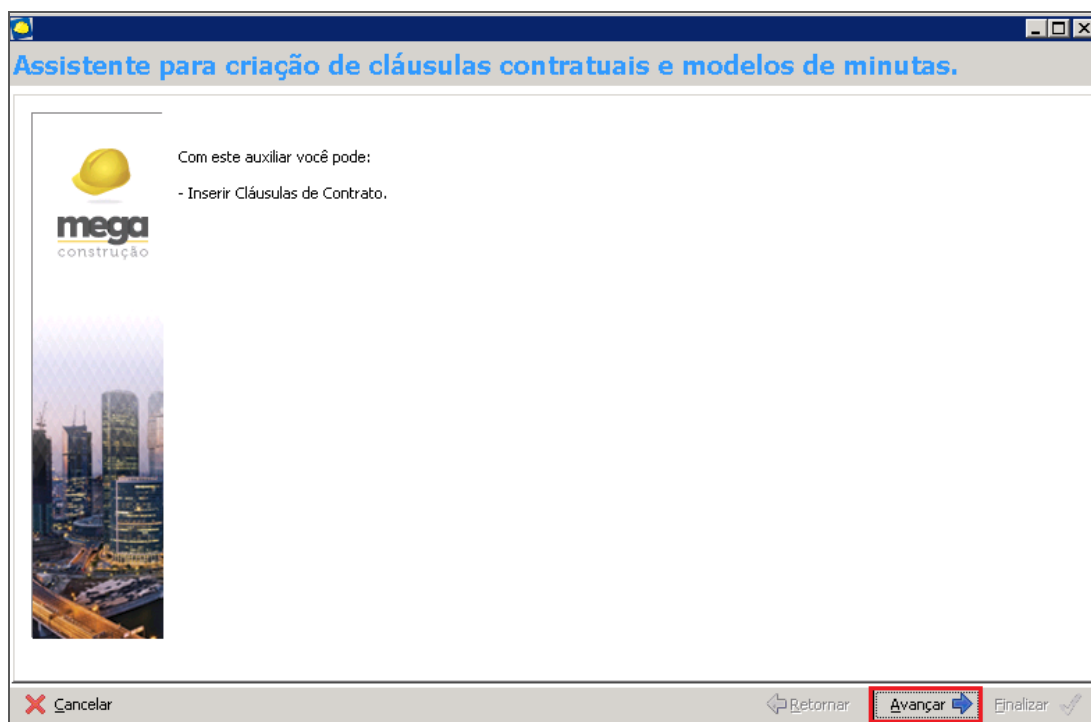 Assistente para criação de cláusulas contratuais e modelos de minutas.
Com este auxiliar você pode:
- Inserir Cláusulas de Contrato.
mega
construção
Cancelar
Retornar
Avançar
Finalizar